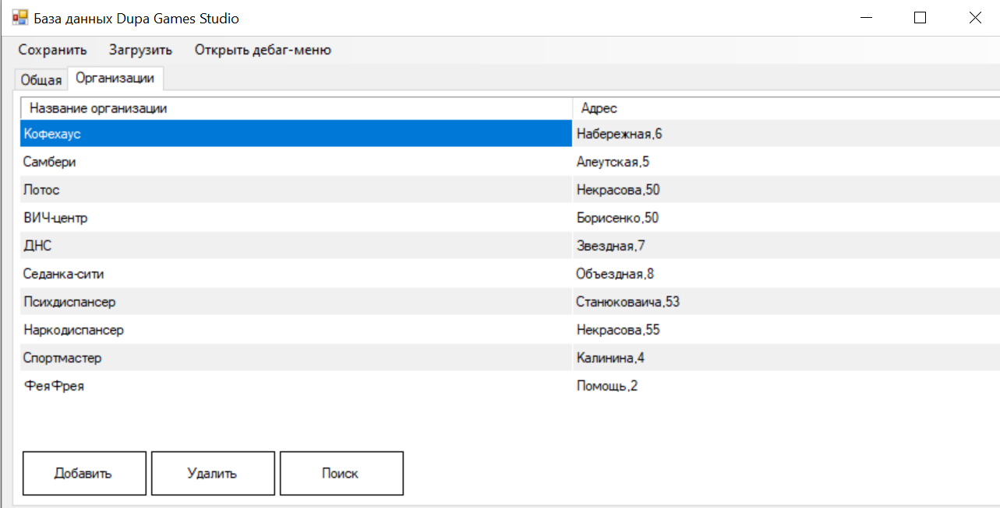 База данных Dupa Games Studio
Сохранить Загрузить Открыть дебаг-меню
Общая Организации
Название организации Адрес
Кофехаус Набережная,6
Самбери Алеутская,5
Лотос Некрасова,50
ВИЧ-центр Борисенко,50
ДНС Звездная,7
Седанка-сити Объездная,8
Психдиспансер Станюковаича,53
Наркодиспансер Некрасова,55
Спортмастер Калинина,4
ФеяФрея Помощь,2
Добавить Удалить Поиск